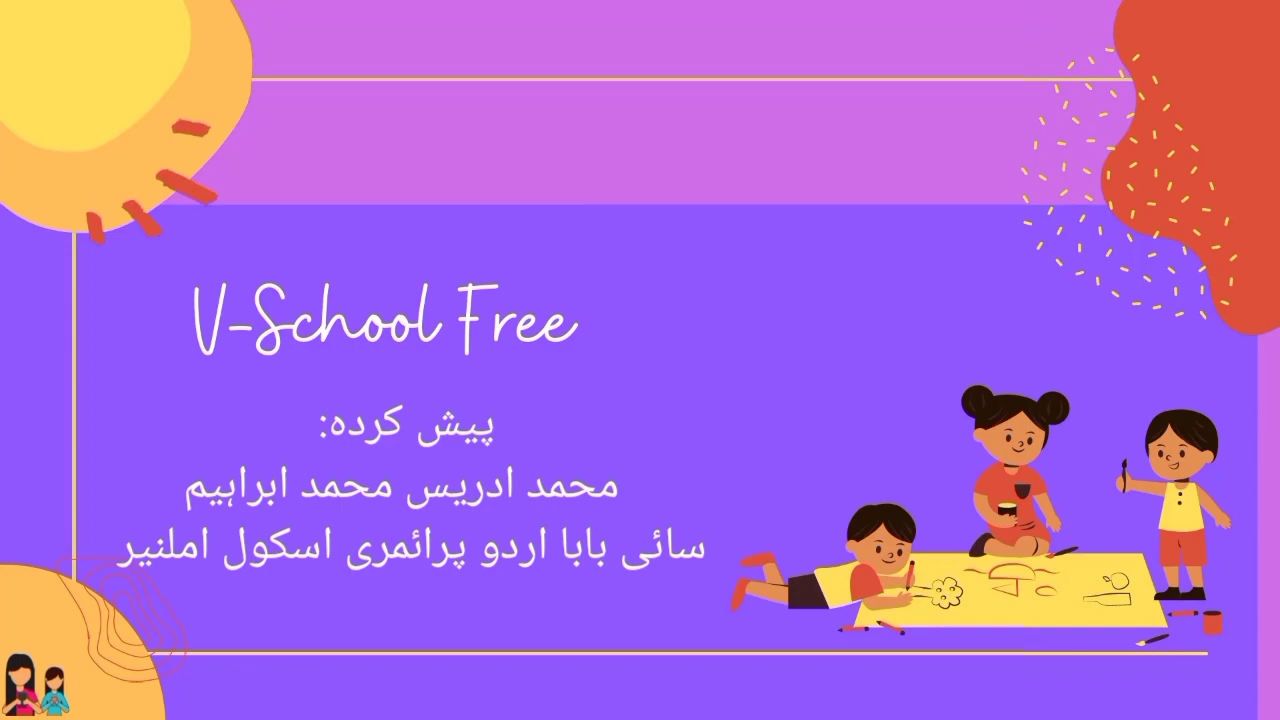 V-School Free
پیش کردہ:
محمد ادریس محمد ابراہیم
سائی بابا اردو پرائمری اسکول املنیر